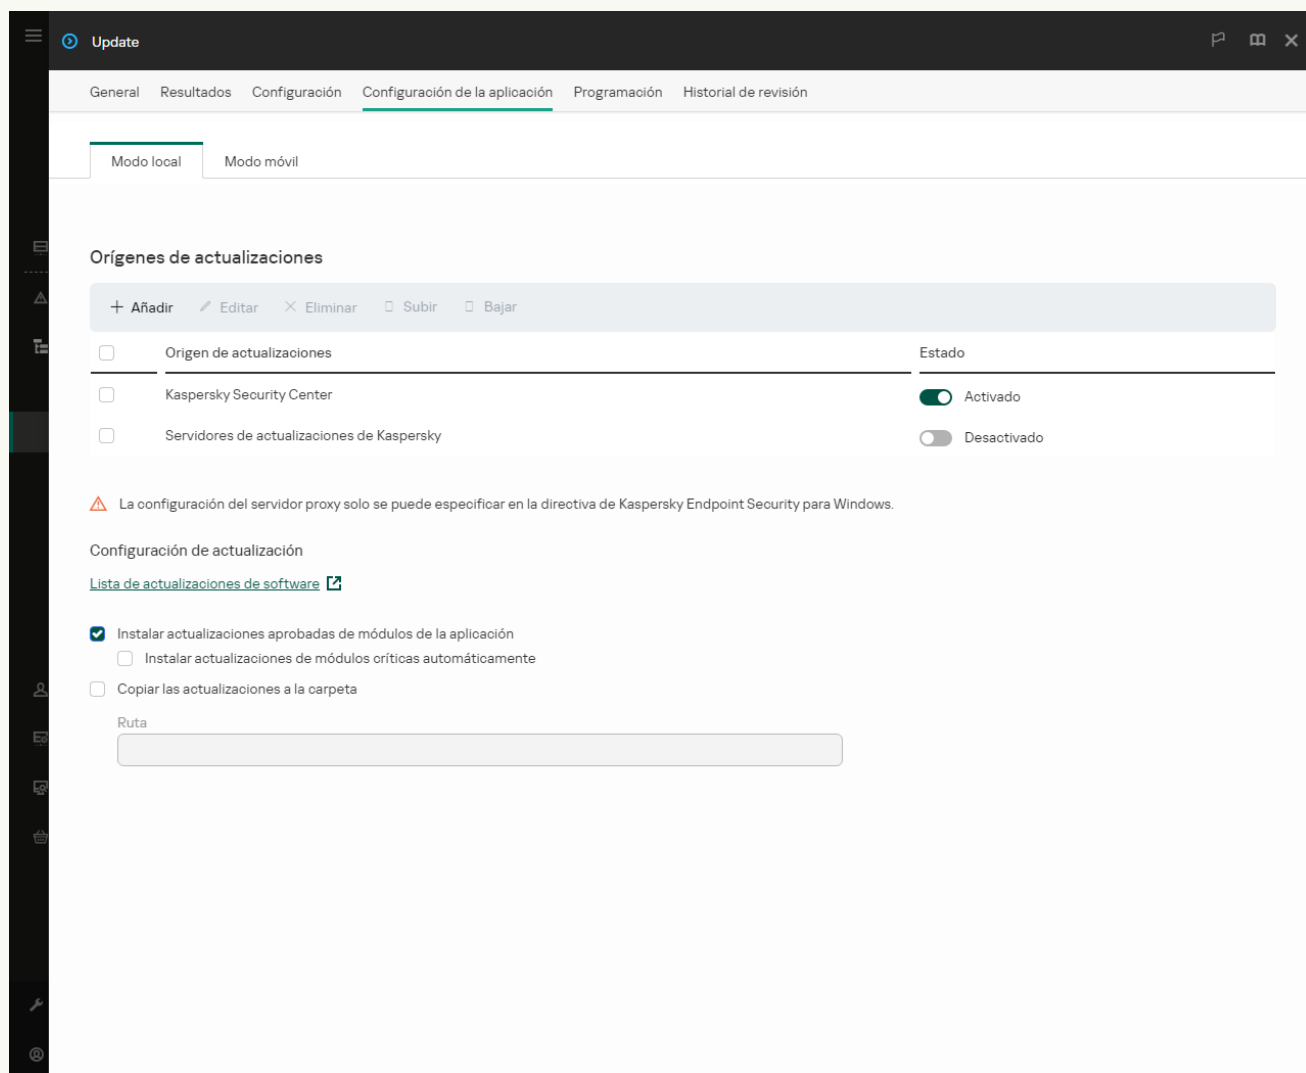 Update
General Resultados Configuración Configuración de la aplicación Programación Historial de revisión
Modo local Modo móvil
Orígenes de actualizaciones
Añadir Editar Eliminar Subir Bajar
Origen de actualizaciones Estado
Kaspersky Security Center Activado
Servidores de actualizaciones de Kaspersky Desactivado
La configuración del servidor proxy solo se puede especificar en la directiva de Kaspersky Endpoint Security para Windows.
Configuración de actualización
Lista de actualizaciones de software
Instalar actualizaciones aprobadas de módulos de la aplicación
Instalar actualizaciones de módulos críticas automáticamente
Copiar las actualizaciones a la carpeta
Ruta